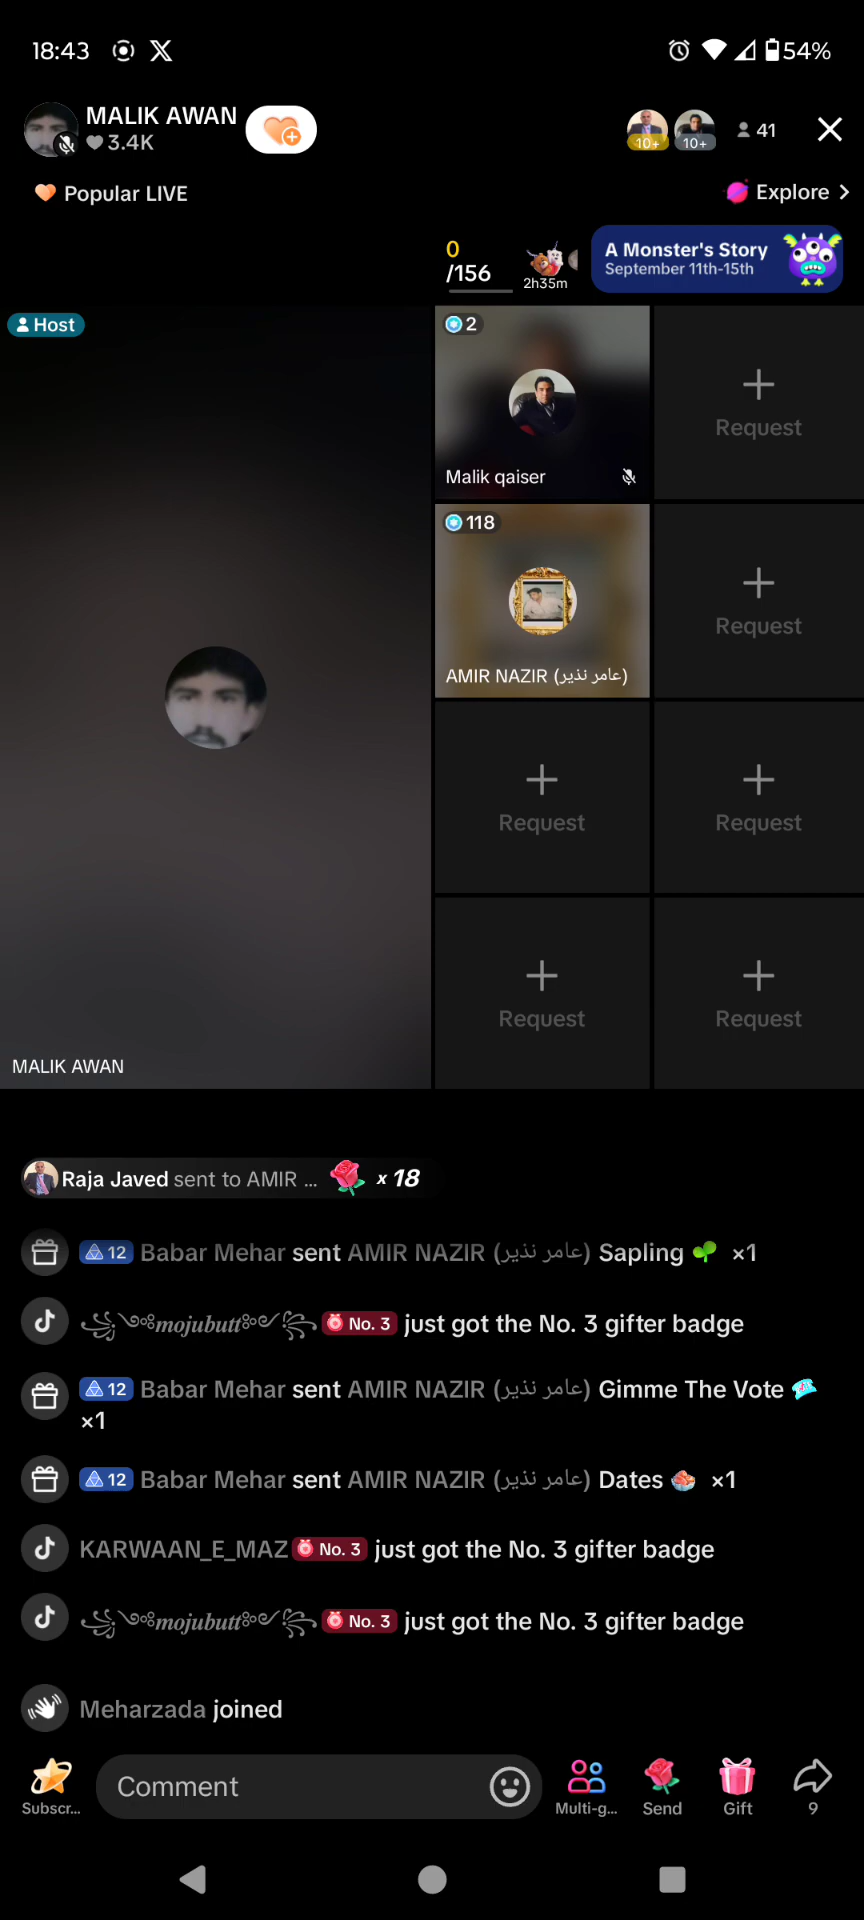 18:43
54%
MALIK AWAN
3.4K
10+
10+
41
Popular LIVE
Explore
0
/156
2h35m
A Monster's Story
September 11th-15th
Host
2
Malik qaiser
Request
118
AMIR NAZIR (عامر نذیر)
Request
Request
Request
Request
Request
MALIK AWAN
Raja Javed sent to AMIR ... x 18
12 Babar Mehar sent AMIR NAZIR (عامر نذیر) Sapling ×1
mojubutt No. 3 just got the No. 3 gifter badge
12 Babar Mehar sent AMIR NAZIR (عامر نذیر) Gimme The Vote
×1
12 Babar Mehar sent AMIR NAZIR (عامر نذیر) Dates ×1
KARWAAN_E_MAZ No. 3 just got the No. 3 gifter badge
mojubutt No. 3 just got the No. 3 gifter badge
Meharzada joined
Subscr...
Comment
Multi-g...
Send
Gift
9